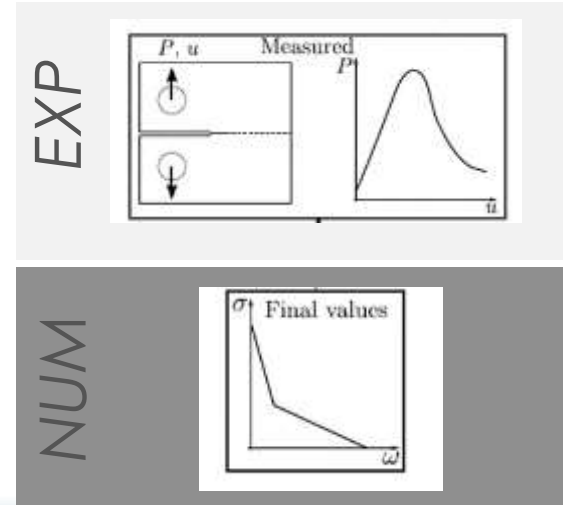 EXP
P, u
Measured
P
u
NUM
σ
Final values
ω